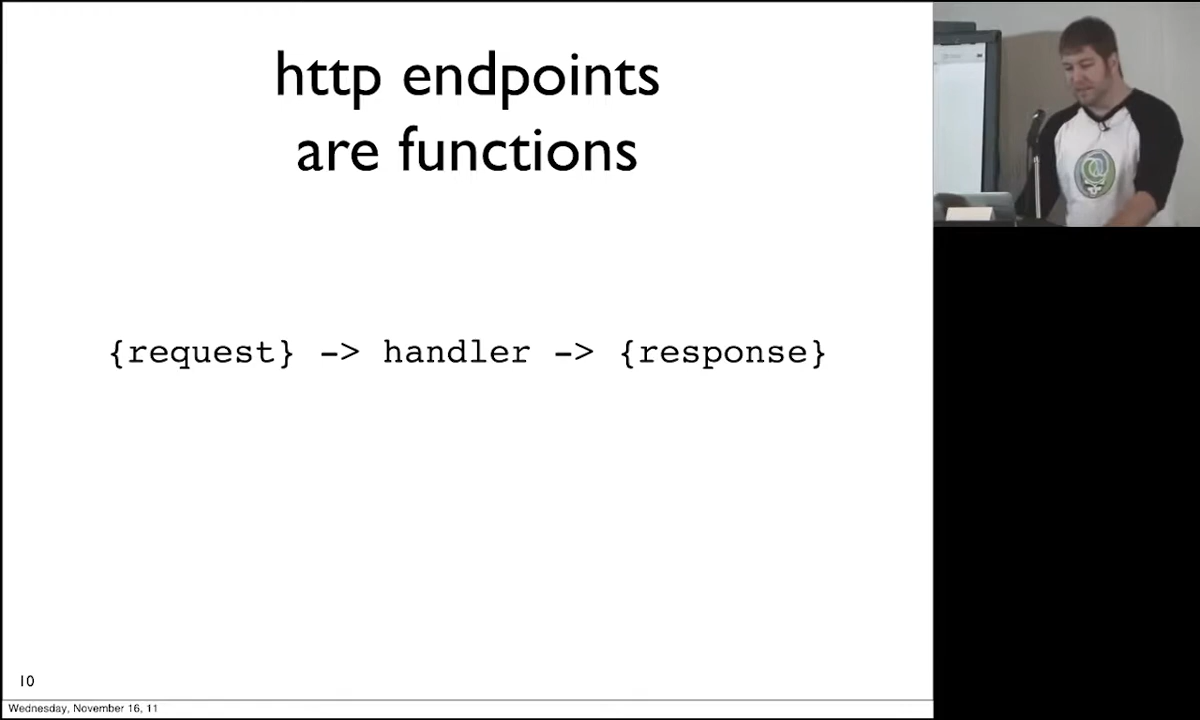 http endpoints
are functions
{request} -> handler -> {response}
10
Wednesday, November 16, 11